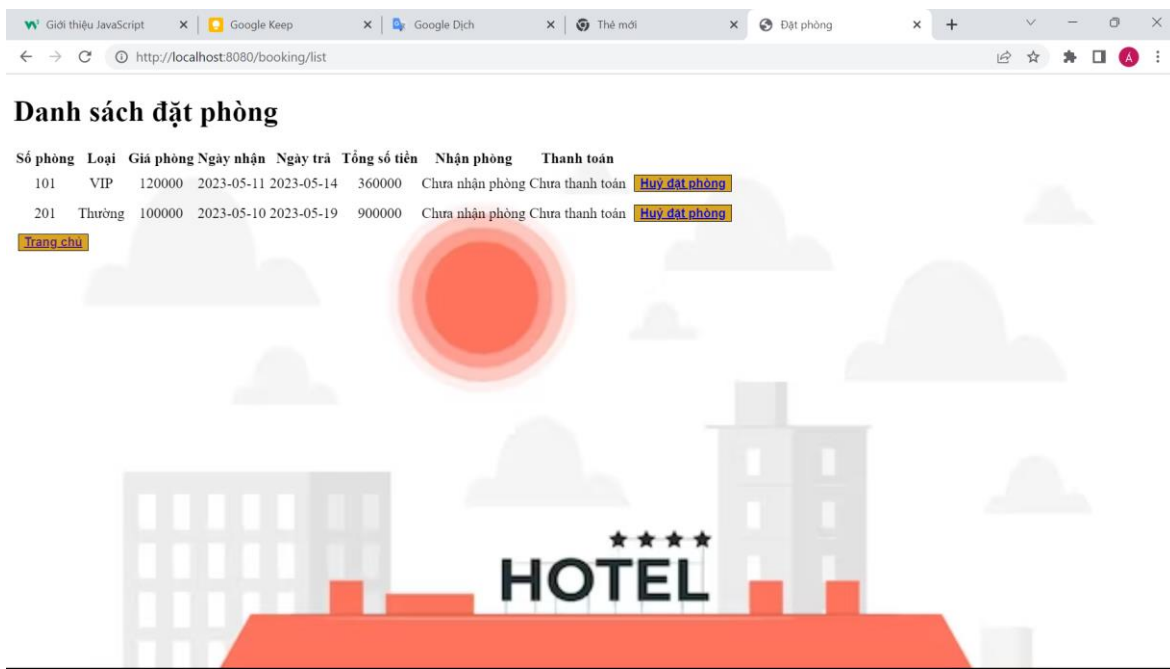 Giới thiệu JavaScript Google Keep Google Dịch Thẻ mới Đặt phòng
http://localhost:8080/booking/list Á
Danh sách đặt phòng
Số phòng Loại Giá phòng Ngày nhận Ngày trả Tổng số tiền Nhận phòng Thanh toán
101 VIP 120000 2023-05-11 2023-05-14 360000 Chưa nhận phòng Chưa thanh toán Huỷ đặt phòng
201 Thường 100000 2023-05-10 2023-05-19 900000 Chưa nhận phòng Chưa thanh toán Huỷ đặt phòng
Trang chủ
HOTEL